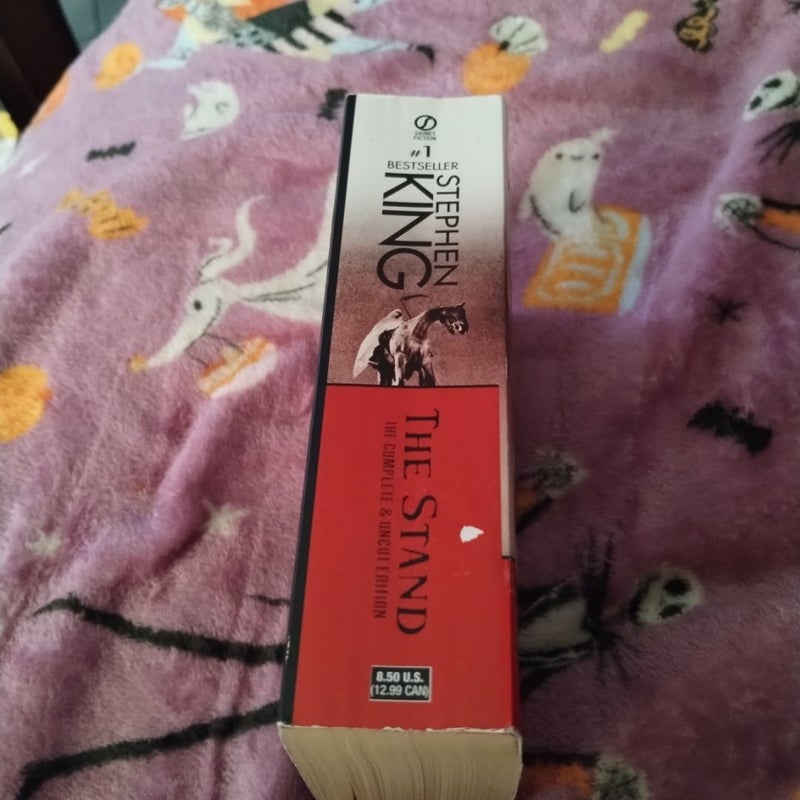 SIGNET
FICTION
#1
BESTSELLER
STEPHEN
KING
THE STAND
THE COMPLETE & UNCUT EDITION
8.50 U.S.
(12.99 CAN)